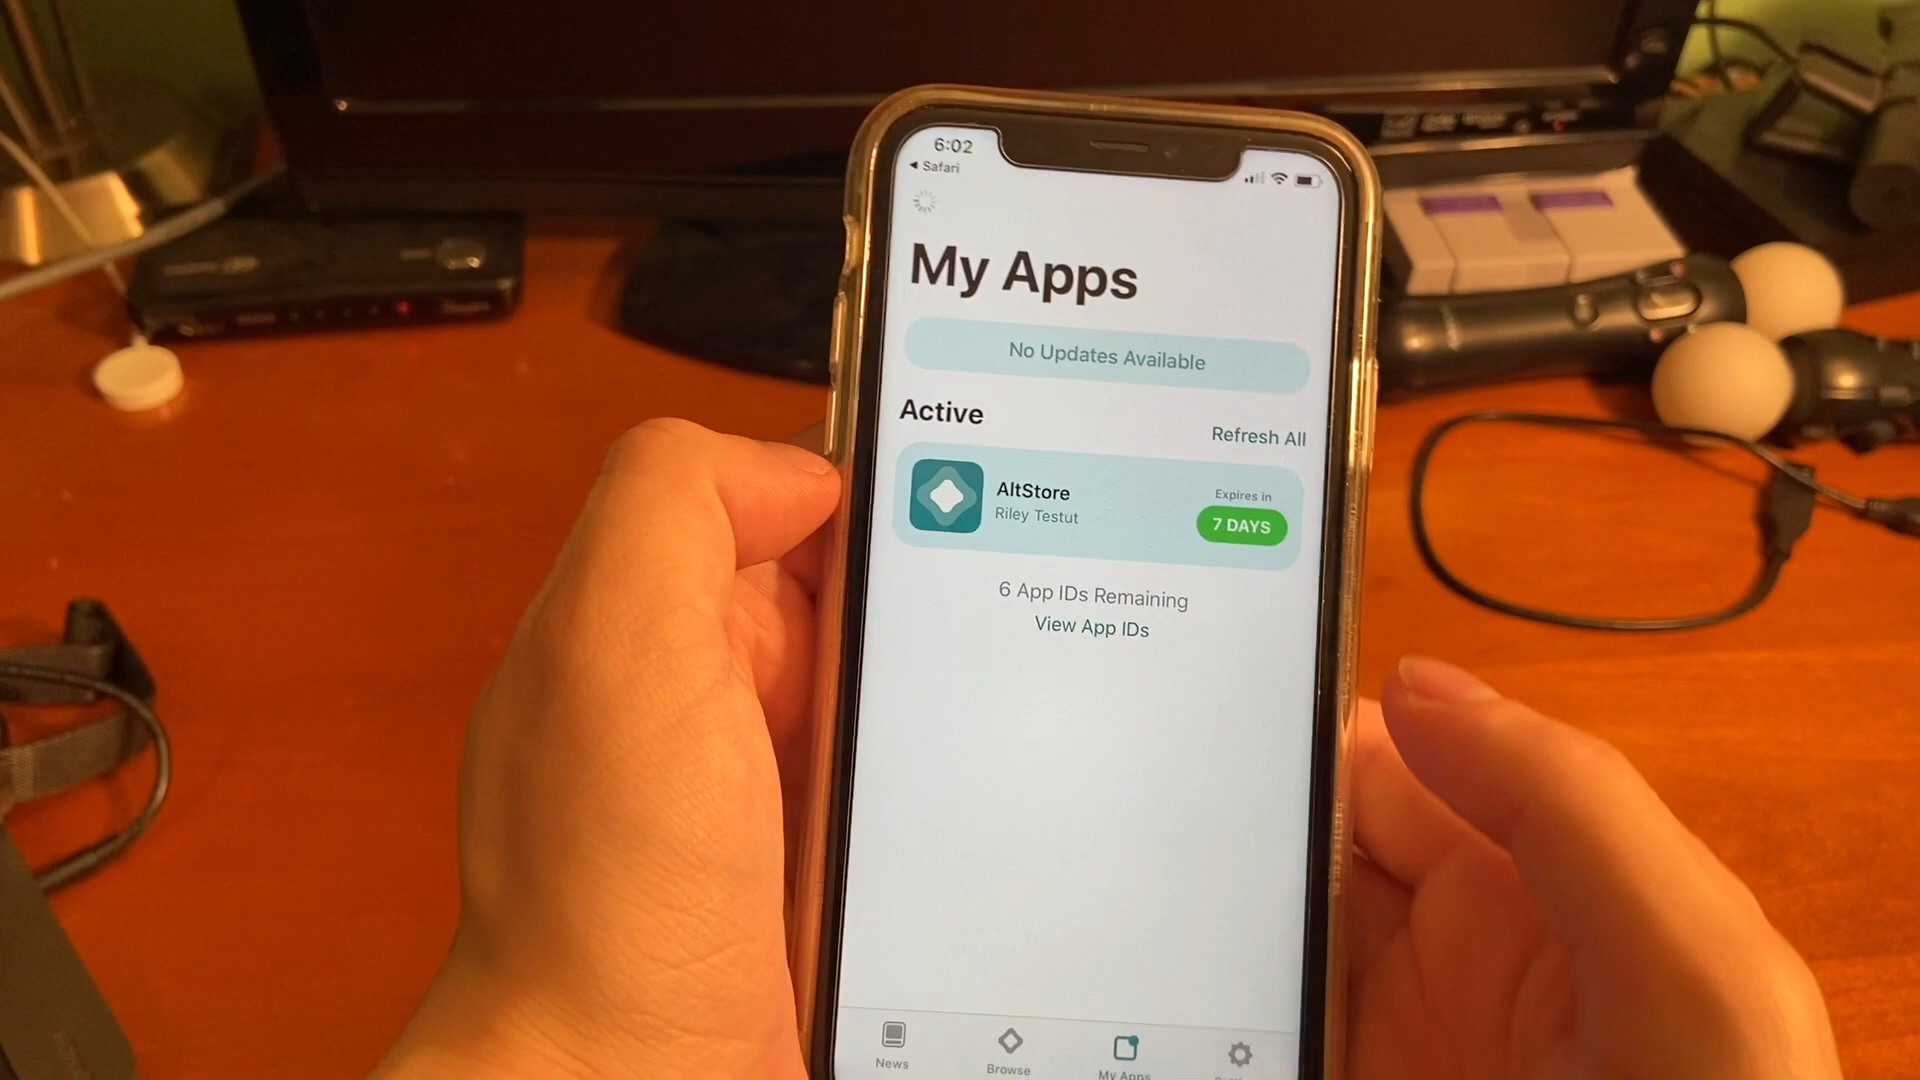 6:02
◀ Safari
My Apps
No Updates Available
Active
Refresh All
AltStore
Riley Testut
Expires in
7 DAYS
6 App IDs Remaining
View App IDs
News
Browse
My Apps